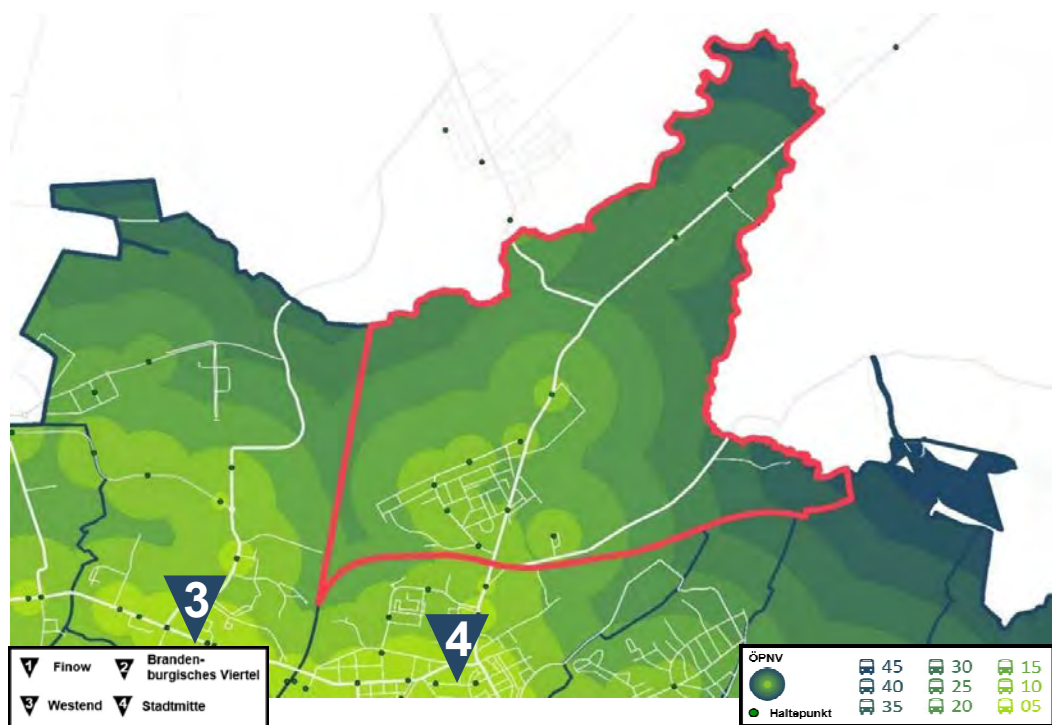 3
4
1 Finow
2 Branden-
burgisches Viertel
3 Westend
4 Stadtmitte
ÖPNV
Haltepunkt
45 30 15
40 25 10
35 20 05